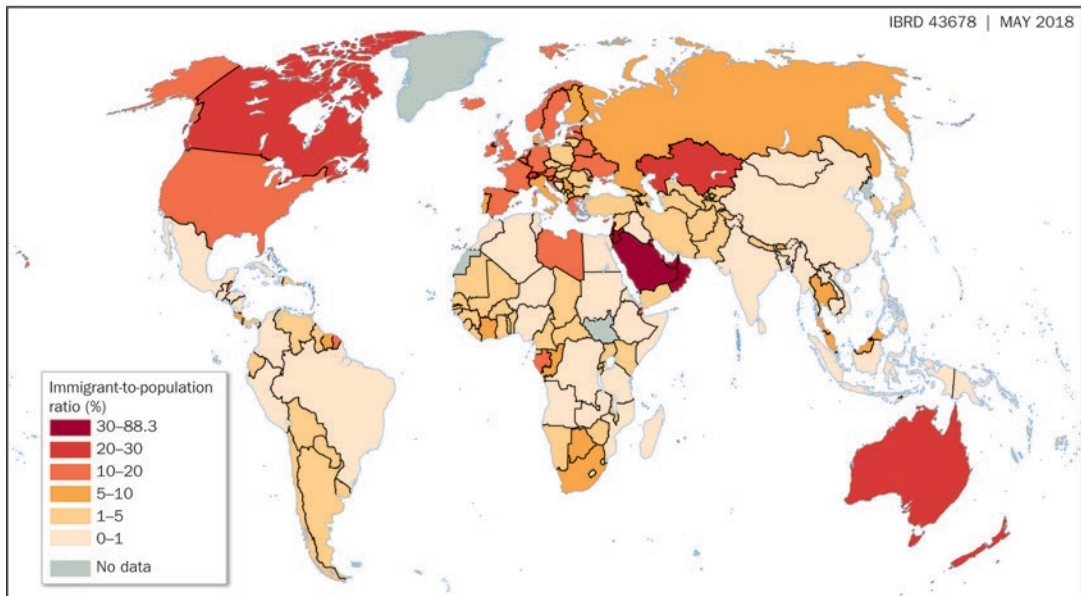 IBRD 43678 | MAY 2018
Immigrant-to-population
ratio (%)
30–88.3
20–30
10–20
5–10
1–5
0–1
No data